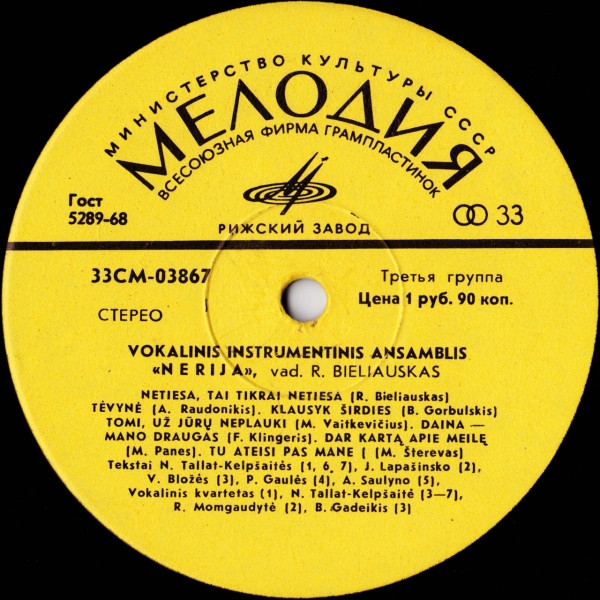 МИНИСТЕРСТВО КУЛЬТУРЫ СССР
МЕЛОДИЯ
ВСЕСОЮЗНАЯ ФИРМА ГРАМПЛАСТИНОК
Гост
5289-68
33
РИЖСКИЙ ЗАВОД
33СМ-03867
Третья группа
Цена 1 руб. 90 коп.
СТЕРЕО
VOKALINIS INSTRUMENTINIS ANSAMBLIS
«NERIJA», vad. R. BIELIAUSKAS
NETIESA, TAI TIKRAI NETIESA (R. Bieliauskas)
TĖVYNĖ (A. Raudonikis). KLAUSYK ŠIRDIES (B. Gorbulskis)
TOMI, UŽ JŪRŲ NEPLAUKI (M. Vaitkevičius). DAINA —
MANO DRAUGAS (F. Klingeris). DAR KARTĄ APIE MEILĘ
(M. Panes). TU ATEISI PAS MANE ( (M. Šterevas)
Tekstai N. Tallat-Kelpšaitės (1, 6, 7), J. Lapašinsko (2),
V. Bložės (3), P. Gaulės (4), A. Saulyno (5),
Vokalinis kvartetas (1), N. Tallat-Kelpšaitė (3—7),
R. Momgaudytė (2), B. Gadeikis (3)